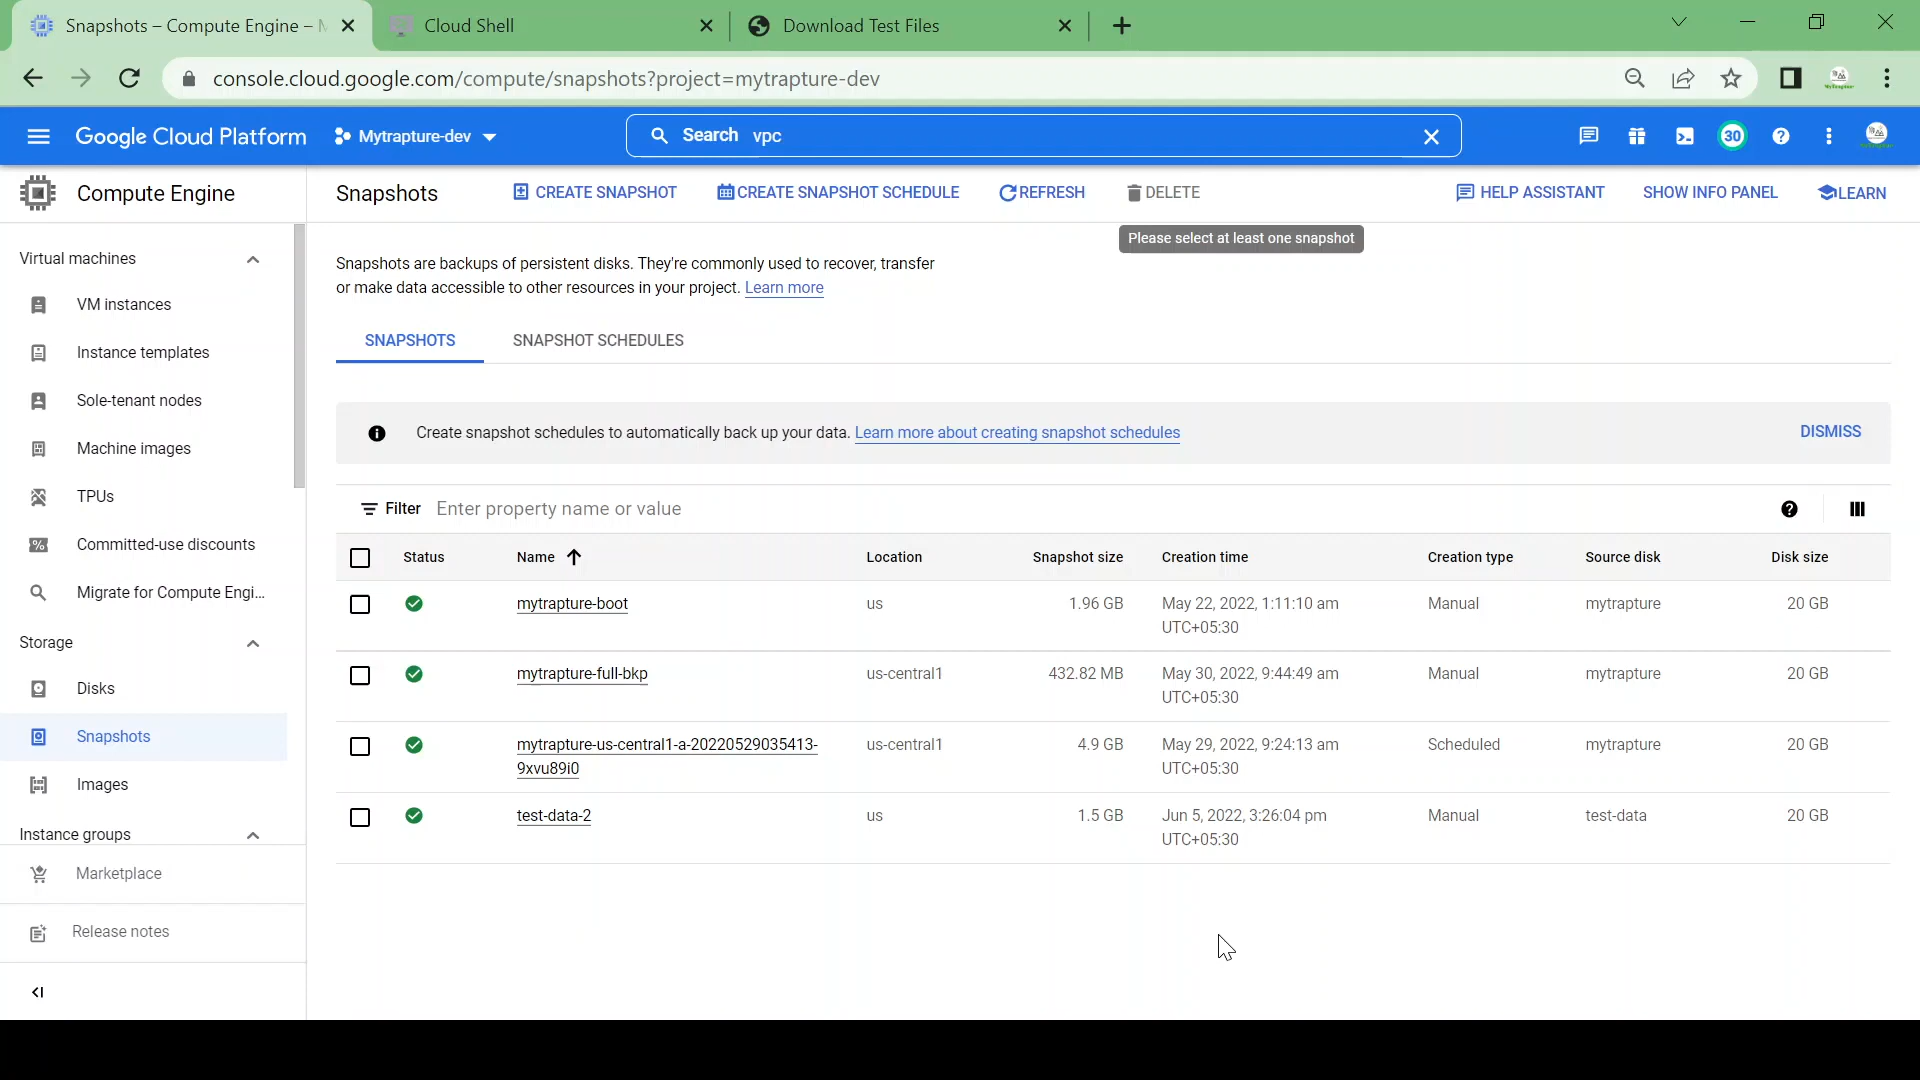 Snapshots – Compute Engine – M
Cloud Shell
Download Test Files
console.cloud.google.com/compute/snapshots?project=mytrapture-dev
Google Cloud Platform
Mytrapture-dev
Search vpc
30
Compute Engine
Snapshots
CREATE SNAPSHOT
CREATE SNAPSHOT SCHEDULE
REFRESH
DELETE
HELP ASSISTANT
SHOW INFO PANEL
LEARN
Please select at least one snapshot
Virtual machines
VM instances
Instance templates
Sole-tenant nodes
Machine images
TPUs
Committed-use discounts
Migrate for Compute Engi...
Storage
Disks
Snapshots
Images
Instance groups
Marketplace
Release notes
Snapshots are backups of persistent disks. They're commonly used to recover, transfer
or make data accessible to other resources in your project. Learn more
SNAPSHOTS
SNAPSHOT SCHEDULES
Create snapshot schedules to automatically back up your data. Learn more about creating snapshot schedules
DISMISS
Filter Enter property name or value
Status Name Location Snapshot size Creation time Creation type Source disk Disk size
mytrapture-boot us 1.96 GB May 22, 2022, 1:11:10 am Manual mytrapture 20 GB
UTC+05:30
mytrapture-full-bkp us-central1 432.82 MB May 30, 2022, 9:44:49 am Manual mytrapture 20 GB
UTC+05:30
mytrapture-us-central1-a-20220529035413- us-central1 4.9 GB May 29, 2022, 9:24:13 am Scheduled mytrapture 20 GB
9xvu89i0 UTC+05:30
test-data-2 us 1.5 GB Jun 5, 2022, 3:26:04 pm Manual test-data 20 GB
UTC+05:30